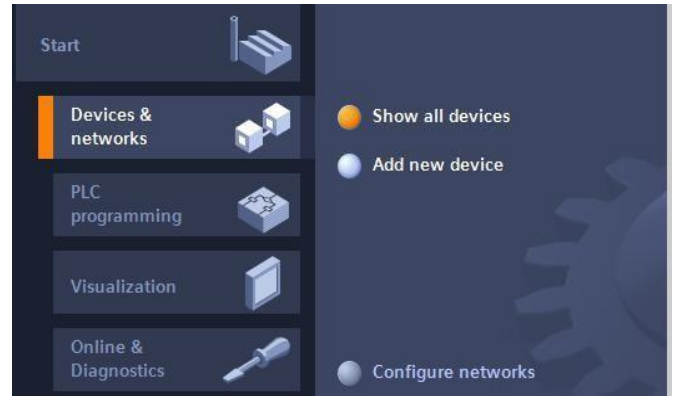 Start
Devices &
networks
PLC
programming
Visualization
Online &
Diagnostics
Show all devices
Add new device
Configure networks